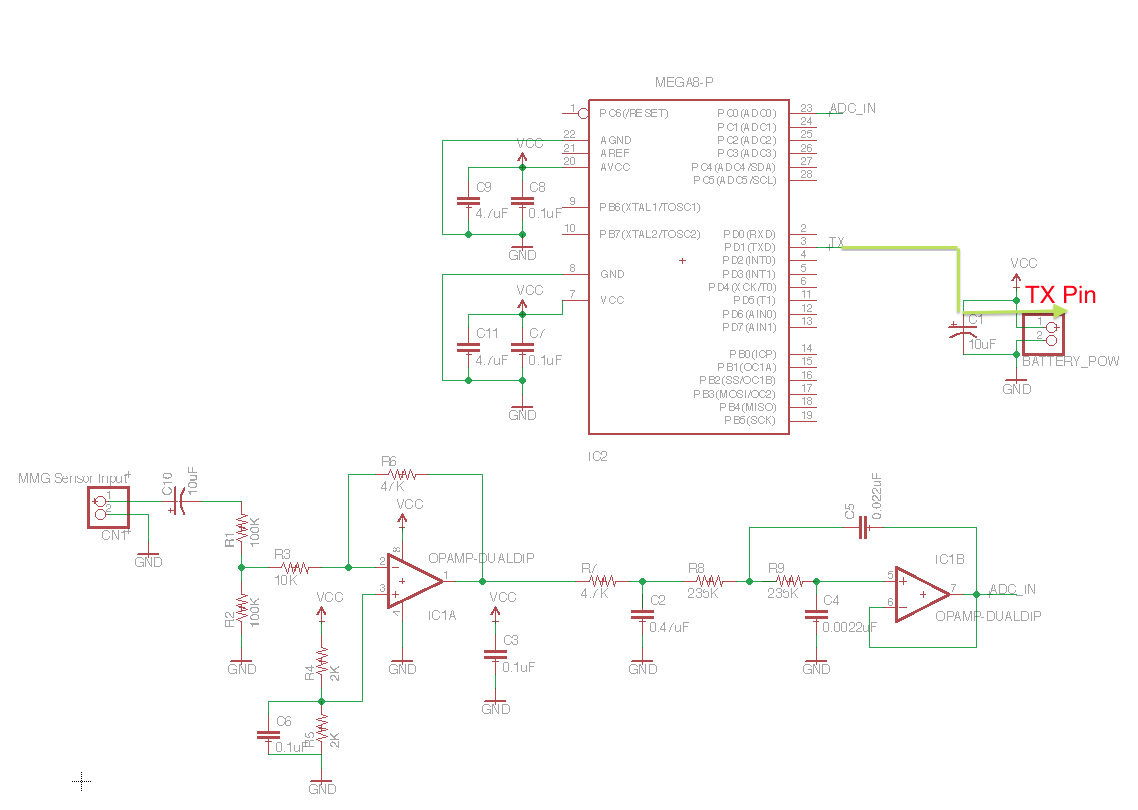 MEGA8-P
1 PC6(/RESET) PC0(ADC0) 23 ADC_IN
PC1(ADC1) 24
22 AGND PC2(ADC2) 25
21 AREF PC3(ADC3) 26
20 AVCC PC4(ADC4/SDA) 27
PC5(ADC5/SCL) 28
VCC
C9 C8
4.7uF 0.1uF
GND
9 PB6(XTAL1/TOSC1)
10 PB7(XTAL2/TOSC2) PD0(RXD) 2
PD1(TXD) 3 TX
PD2(INT0) 4
8 GND PD3(INT1) 5
PD4(XCK/T0) 6
7 VCC PD5(T1) 11
PD6(AIN0) 12
PD7(AIN1) 13
VCC
C11 C7
4.7uF 0.1uF
GND
PB0(ICP) 14
PB1(OC1A) 15
PB2(SS/OC1B) 16
PB3(MOSI/OC2) 17
PB4(MISO) 18
PB5(SCK) 19
IC2
VCC
TX Pin
C1
10uF
1
2
BATTERY_POW
GND
MMG Sensor Input
1
2
CN1
GND
C10
10uF
R1
100K
R2
100K
GND
R3
10K
R6
47K
VCC
8
OPAMP-DUALDIP
2
3
1
4
IC1A
GND
VCC
R4
2K
C6
0.1uF
R5
2K
GND
VCC
C3
0.1uF
GND
R7
4.7K
C2
0.47uF
GND
R8
235K
R9
235K
C5
0.022uF
C4
0.0022uF
GND
IC1B
5
6
7
ADC_IN
OPAMP-DUALDIP